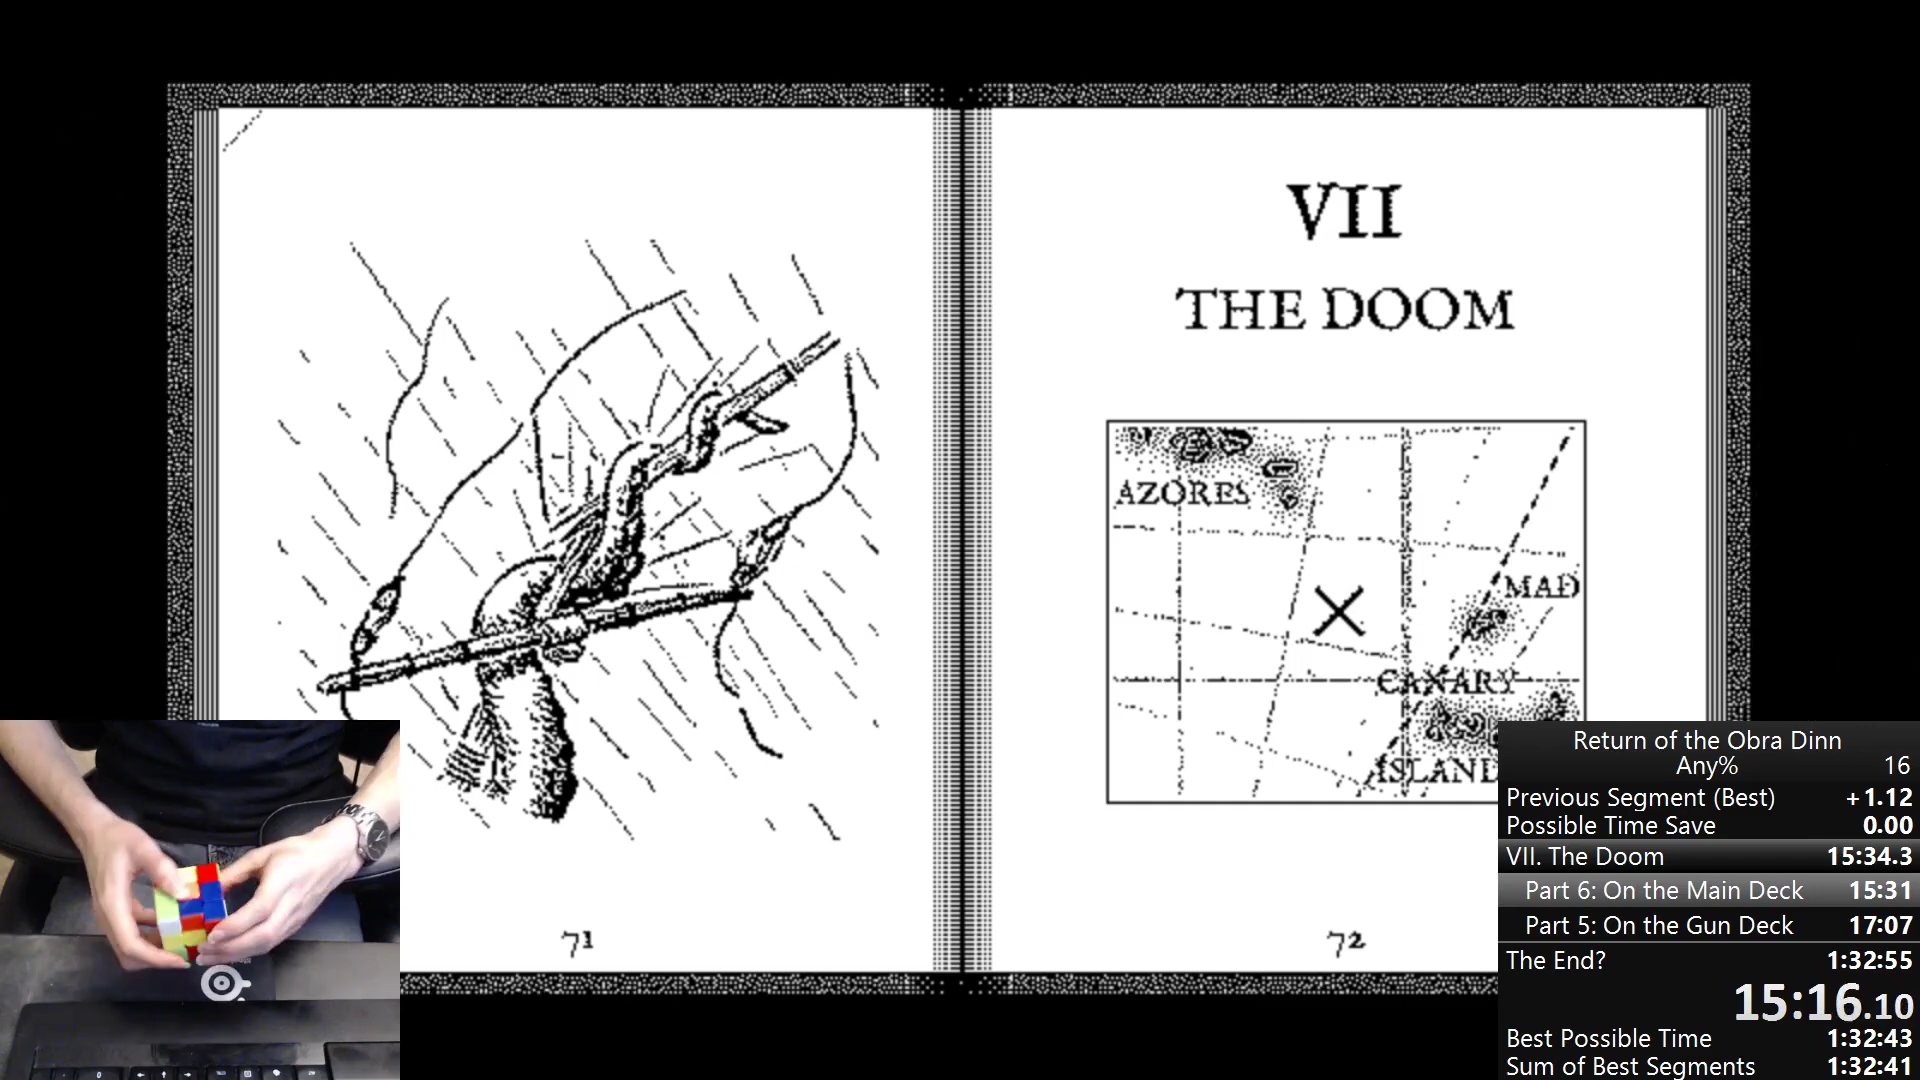 VII
THE DOOM
AZORES
MAD
CANARY
ISLAND
71
72
Return of the Obra Dinn
Any%
16
Previous Segment (Best) +1.12
Possible Time Save 0.00
VII. The Doom 15:34.3
Part 6: On the Main Deck 15:31
Part 5: On the Gun Deck 17:07
The End? 1:32:55
15:16.10
Best Possible Time 1:32:43
Sum of Best Segments 1:32:41